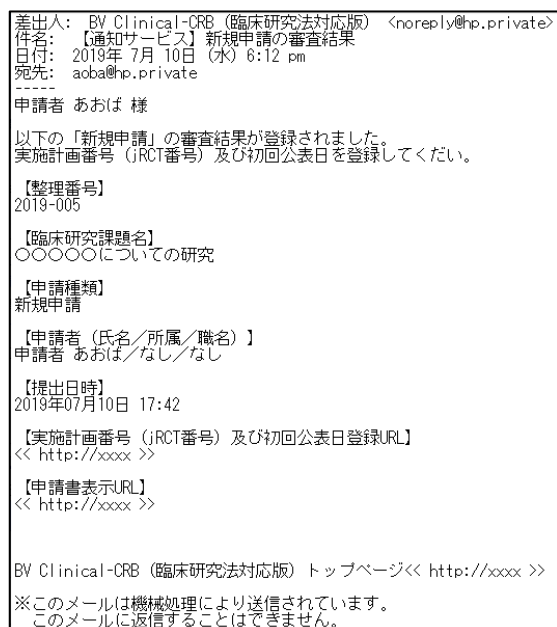 差出人: BV Clinical-CRB (臨床研究法対応版) <noreply@hp.private>
件名: 【通知サービス】新規申請の審査結果
日付: 2019年 7月 10日 (水) 6:12 pm
宛先: aoba@hp.private
-----
申請者 あおば 様
以下の「新規申請」の審査結果が登録されました。
実施計画番号（jRCT番号）及び初回公表日を登録してくだい。
【整理番号】
2019-005
【臨床研究課題名】
○○○○○についての研究
【申請種類】
新規申請
【申請者（氏名／所属／職名）】
申請者 あおば／なし／なし
【提出日時】
2019年07月10日 17:42
【実施計画番号（jRCT番号）及び初回公表日登録URL】
<< http://xxxx >>
【申請書表示URL】
<< http://xxxx >>
BV Clinical-CRB（臨床研究法対応版）トップページ<< http://xxxx >>
※このメールは機械処理により送信されています。
このメールに返信することはできません。